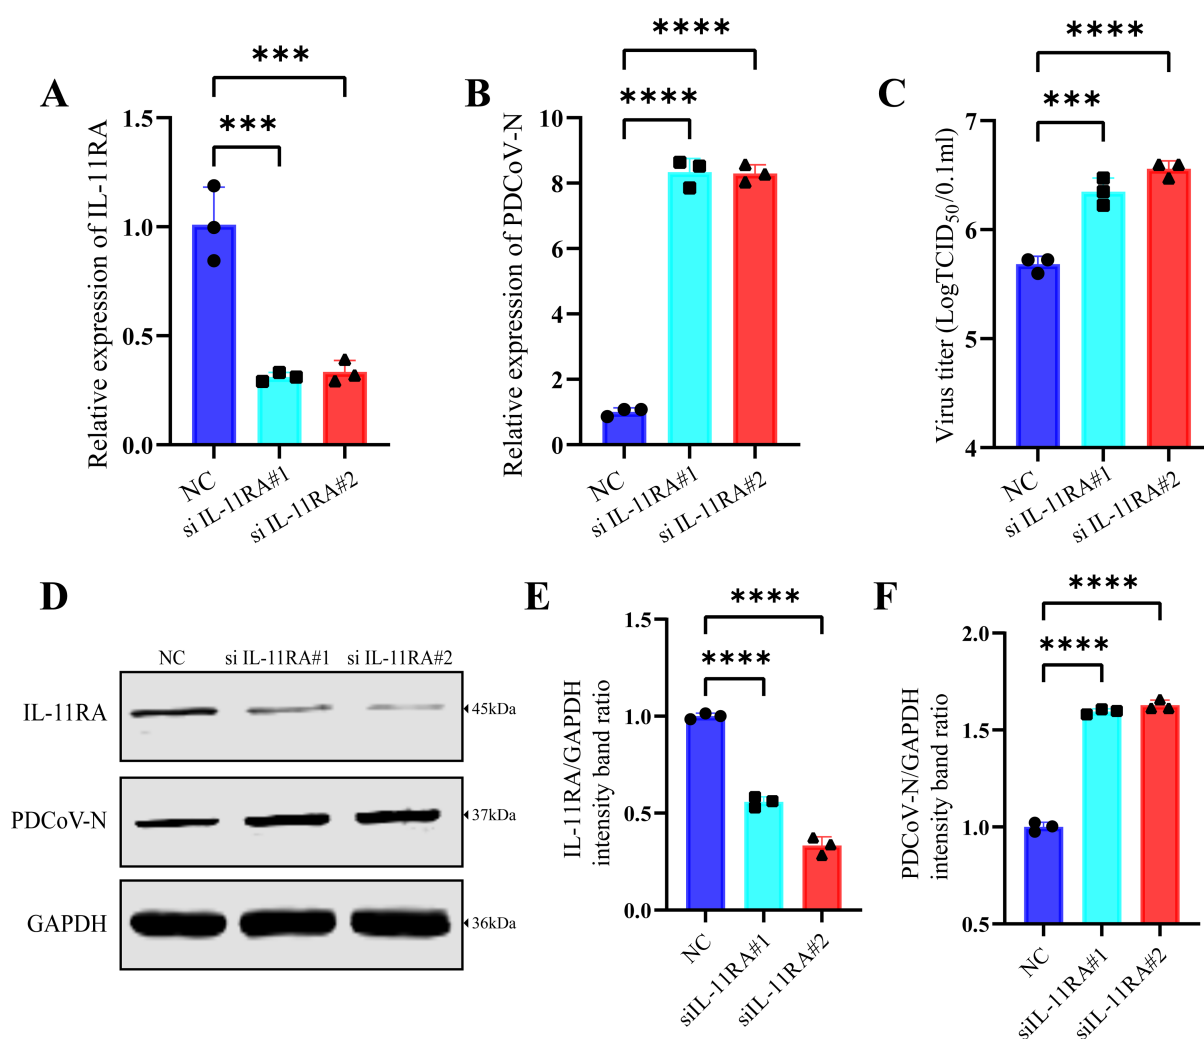 A
Relative expression of IL-11RA
1.5
1.0
0.5
0.0
***
***
NC
si IL-11RA#1
si IL-11RA#2
B
Relative expression of PDCoV-N
10
8
6
4
2
0
****
****
NC
si IL-11RA#1
si IL-11RA#2
C
Virus titer (LogTCID50/0.1ml)
7
6
5
4
****
***
NC
si IL-11RA#1
si IL-11RA#2
D
NC si IL-11RA#1 si IL-11RA#2
IL-11RA 45kDa
PDCoV-N 37kDa
GAPDH 36kDa
E
IL-11RA/GAPDH
intensity band ratio
1.5
1.0
0.5
0.0
****
****
NC
siIL-11RA#1
siIL-11RA#2
F
PDCoV-N/GAPDH
intensity band ratio
2.0
1.5
1.0
0.5
****
****
NC
siIL-11RA#1
siIL-11RA#2